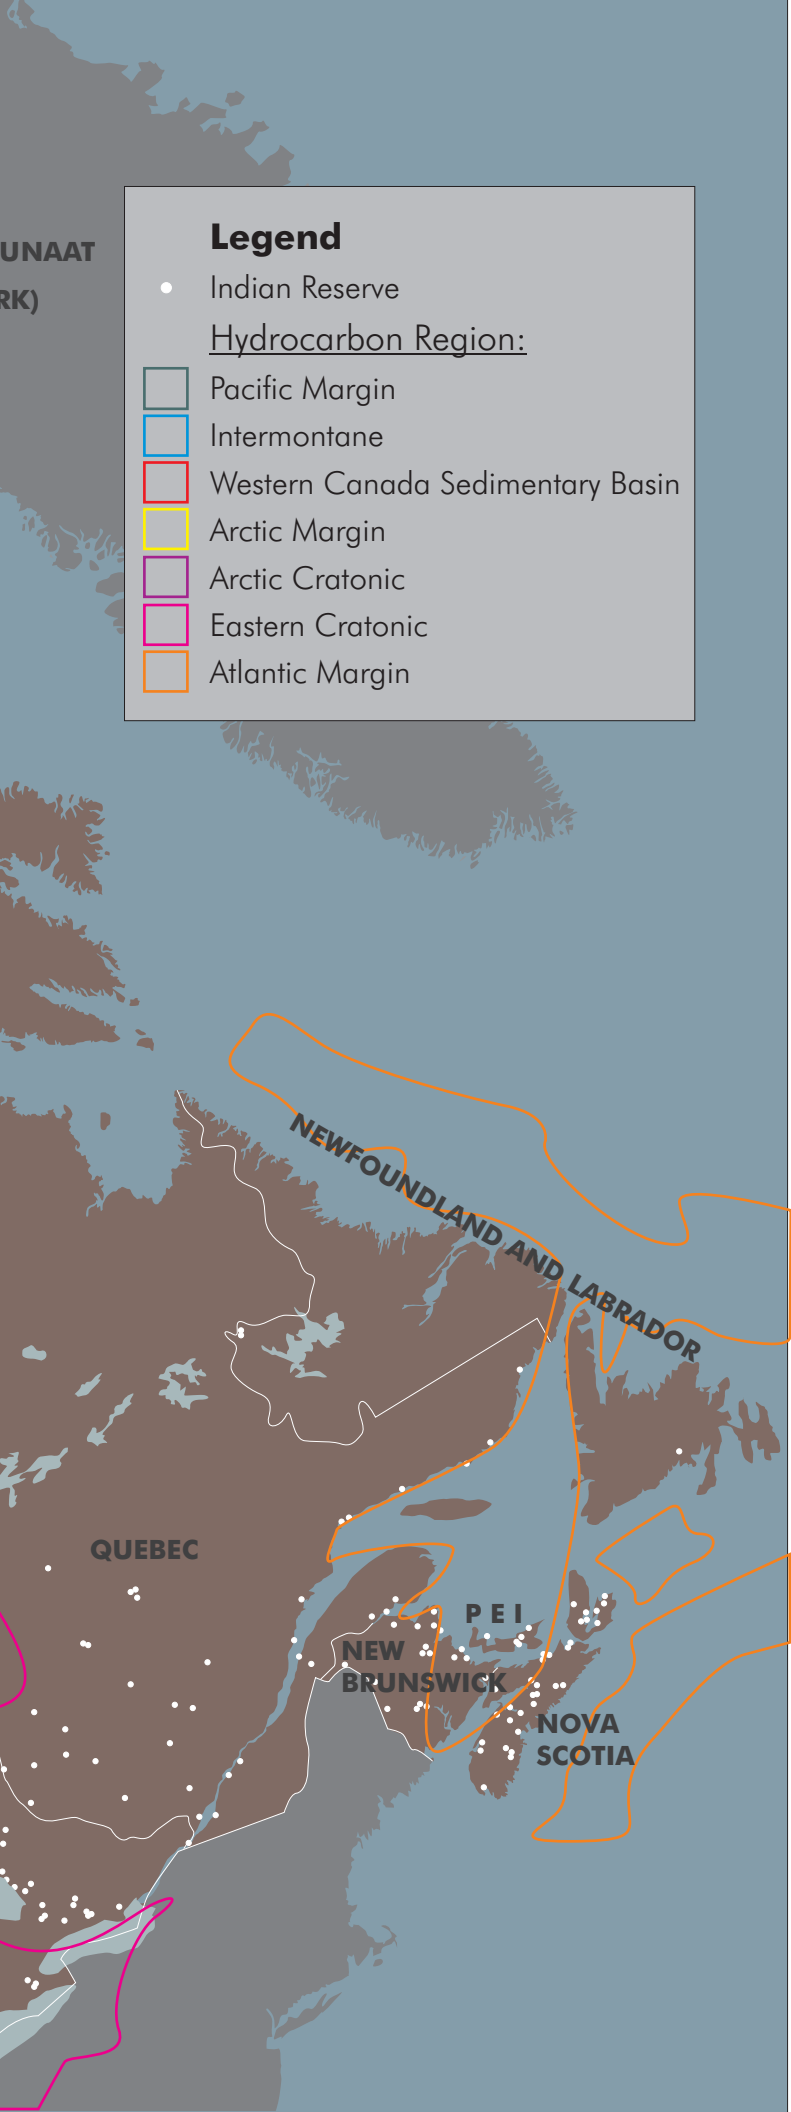 UNAAT
RK)
Legend
Indian Reserve
Hydrocarbon Region:
Pacific Margin
Intermontane
Western Canada Sedimentary Basin
Arctic Margin
Arctic Cratonic
Eastern Cratonic
Atlantic Margin
NEWFOUNDLAND AND LABRADOR
QUEBEC
PEI
NEW
BRUNSWICK
NOVA
SCOTIA